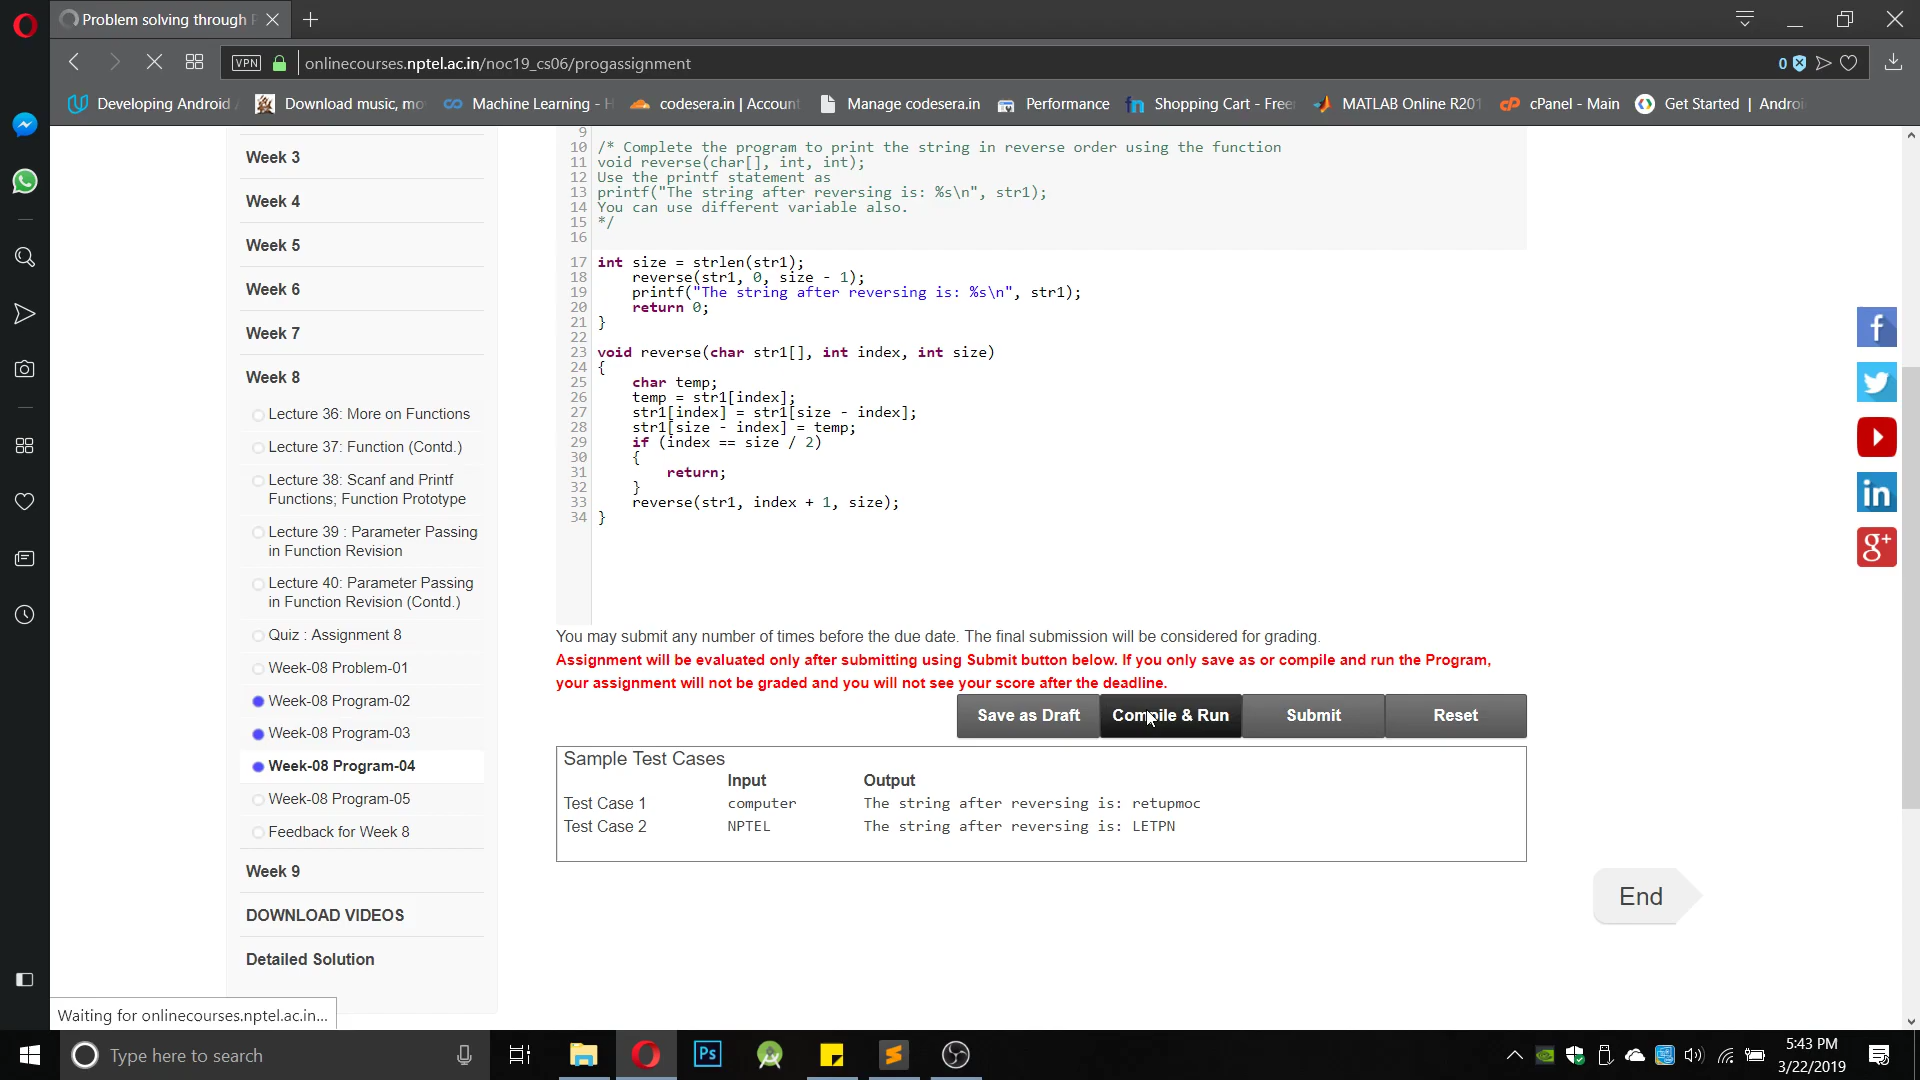 Problem solving through P
VPN
onlinecourses.nptel.ac.in/noc19_cs06/progassignment
0
Developing Android A
Download music, mo
Machine Learning - H
codesera.in | Account
Manage codesera.in
Performance
Shopping Cart - Free
MATLAB Online R201
cPanel - Main
Get Started | Androi
Week 3
Week 4
Week 5
Week 6
Week 7
Week 8
Lecture 36: More on Functions
Lecture 37: Function (Contd.)
Lecture 38: Scanf and Printf
Functions; Function Prototype
Lecture 39 : Parameter Passing
in Function Revision
Lecture 40: Parameter Passing
in Function Revision (Contd.)
Quiz : Assignment 8
Week-08 Problem-01
Week-08 Program-02
Week-08 Program-03
Week-08 Program-04
Week-08 Program-05
Feedback for Week 8
Week 9
DOWNLOAD VIDEOS
Detailed Solution
9
10 /* Complete the program to print the string in reverse order using the function
11 void reverse(char[], int, int);
12 Use the printf statement as
13 printf("The string after reversing is: %s\n", str1);
14 You can use different variable also.
15 */
16
17 int size = strlen(str1);
18     reverse(str1, 0, size - 1);
19     printf("The string after reversing is: %s\n", str1);
20     return 0;
21 }
22
23 void reverse(char str1[], int index, int size)
24 {
25     char temp;
26     temp = str1[index];
27     str1[index] = str1[size - index];
28     str1[size - index] = temp;
29     if (index == size / 2)
30     {
31         return;
32     }
33     reverse(str1, index + 1, size);
34 }
You may submit any number of times before the due date. The final submission will be considered for grading.
Assignment will be evaluated only after submitting using Submit button below. If you only save as or compile and run the Program,
your assignment will not be graded and you will not see your score after the deadline.
Save as Draft
Compile & Run
Submit
Reset
Sample Test Cases
Input Output
Test Case 1 computer The string after reversing is: retupmoc
Test Case 2 NPTEL The string after reversing is: LETPN
End
f
in
g+
Waiting for onlinecourses.nptel.ac.in...
Type here to search
Ps
5:43 PM
3/22/2019